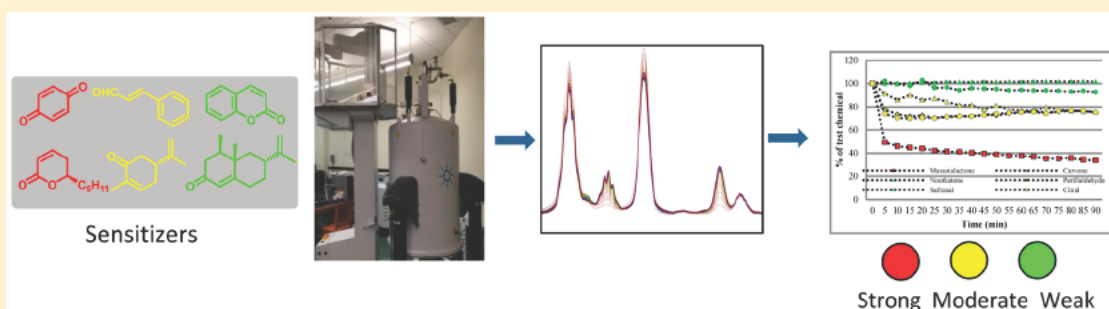 O
O
OHC
O
O
O
O
C₅H₁₁
O
O
Sensitizers
% of test chemical
120
100
80
60
40
20
0
Massoialactone
Carvone
Nootkatone
Perillaldehyde
Safranal
Citral
0 5 10 15 20 25 30 35 40 45 50 55 60 65 70 75 80 85 90
Time (min)
Strong Moderate Weak